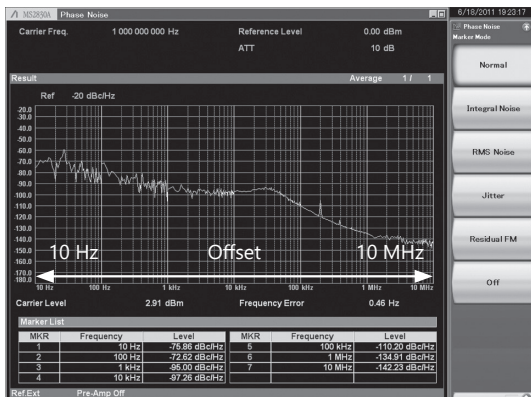 MS2830A Phase Noise
6/18/2011 19:23:17
Carrier Freq. 1 000 000 000 Hz Reference Level 0.00 dBm
ATT 10 dB
Phase Noise
Marker Mode
Result Average 1 / 1
Ref -20 dBc/Hz
Normal
-20.0
-30.0
-40.0
-50.0
-60.0
-70.0
-80.0
-90.0
-100.0
-110.0
-120.0
-130.0
-140.0
-150.0
-160.0
-170.0
-180.0
Integral Noise
RMS Noise
Jitter
Residual FM
Off
10 Hz Offset 10 MHz
10 Hz 100 Hz 1 kHz 10 kHz 100 kHz 1 MHz 10 MHz
Carrier Level 2.91 dBm Frequency Error 0.46 Hz
Marker List
MKR Frequency Level MKR Frequency Level
1 10 Hz -75.86 dBc/Hz 5 100 kHz -110.20 dBc/Hz
2 100 Hz -72.62 dBc/Hz 6 1 MHz -134.91 dBc/Hz
3 1 kHz -95.00 dBc/Hz 7 10 MHz -142.23 dBc/Hz
4 10 kHz -97.26 dBc/Hz
Ref.Ext Pre-Amp Off